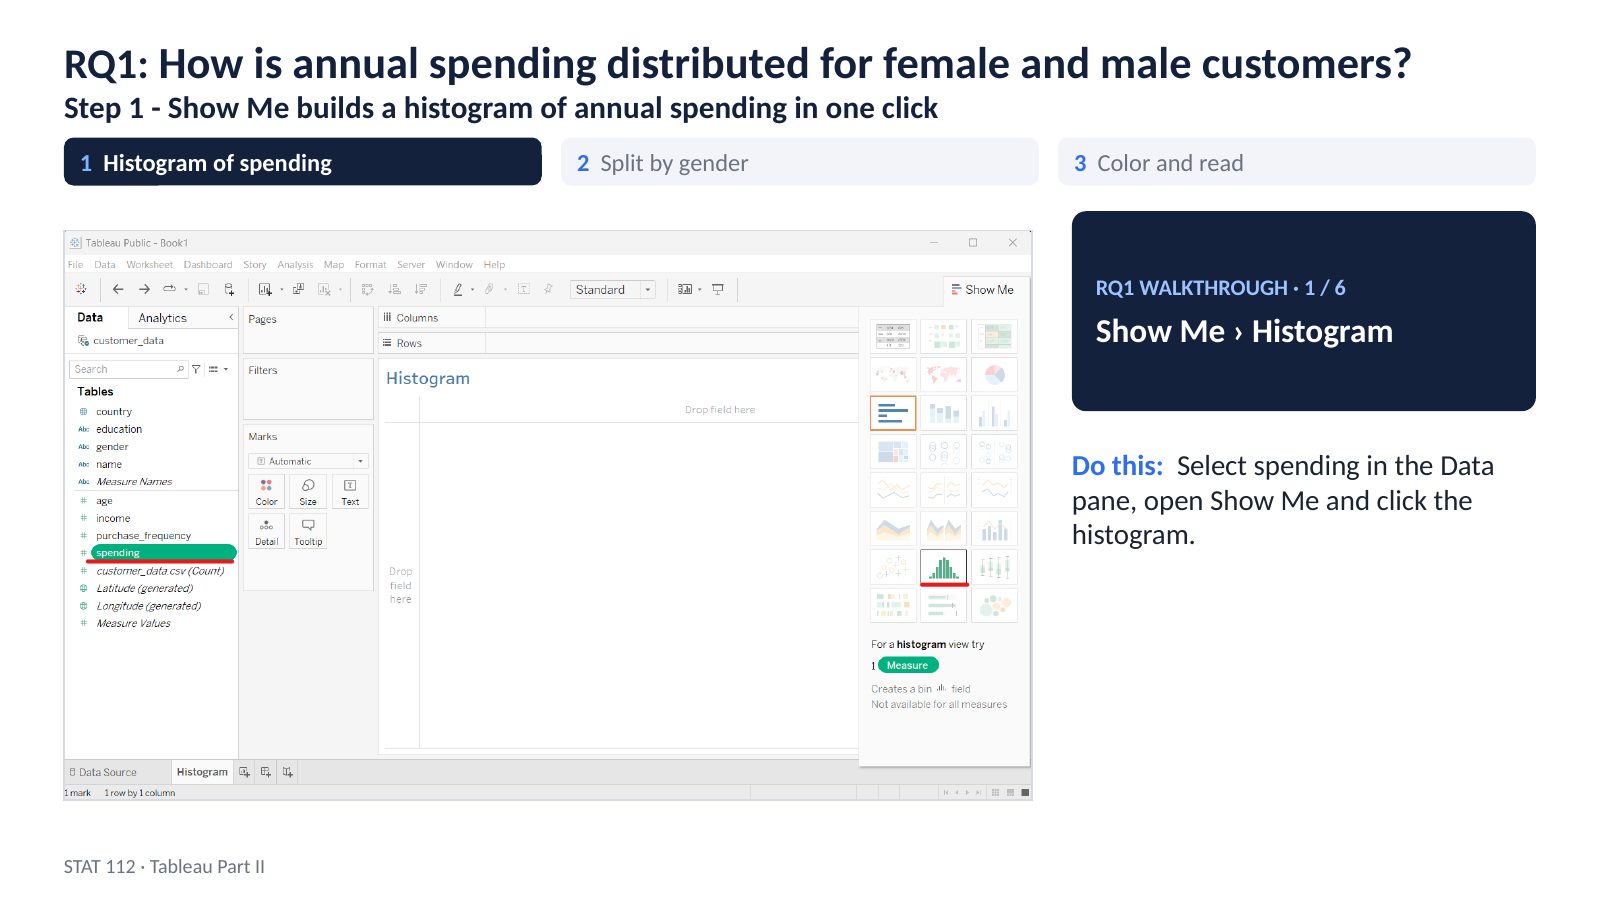 RQ1: How is annual spending distributed for female and male customers?
Step 1 - Show Me builds a histogram of annual spending in one click
1 Histogram of spending
2 Split by gender
3 Color and read
Tableau Public - Book1
File Data Worksheet Dashboard Story Analysis Map Format Server Window Help
Standard
Show Me
Data Analytics
customer_data
Search
Tables
country
Abc education
Abc gender
Abc name
Abc Measure Names
# age
# income
# purchase_frequency
# spending
# customer_data.csv (Count)
Latitude (generated)
Longitude (generated)
# Measure Values
Pages
Filters
Marks
Automatic
Color Size Text
Detail Tooltip
Columns
Rows
Histogram
Drop field here
Drop
field
here
For a histogram view try
1 Measure
Creates a bin field
Not available for all measures
Data Source Histogram
1 mark 1 row by 1 column
RQ1 WALKTHROUGH · 1 / 6
Show Me › Histogram
Do this: Select spending in the Data
pane, open Show Me and click the
histogram.
STAT 112 · Tableau Part II